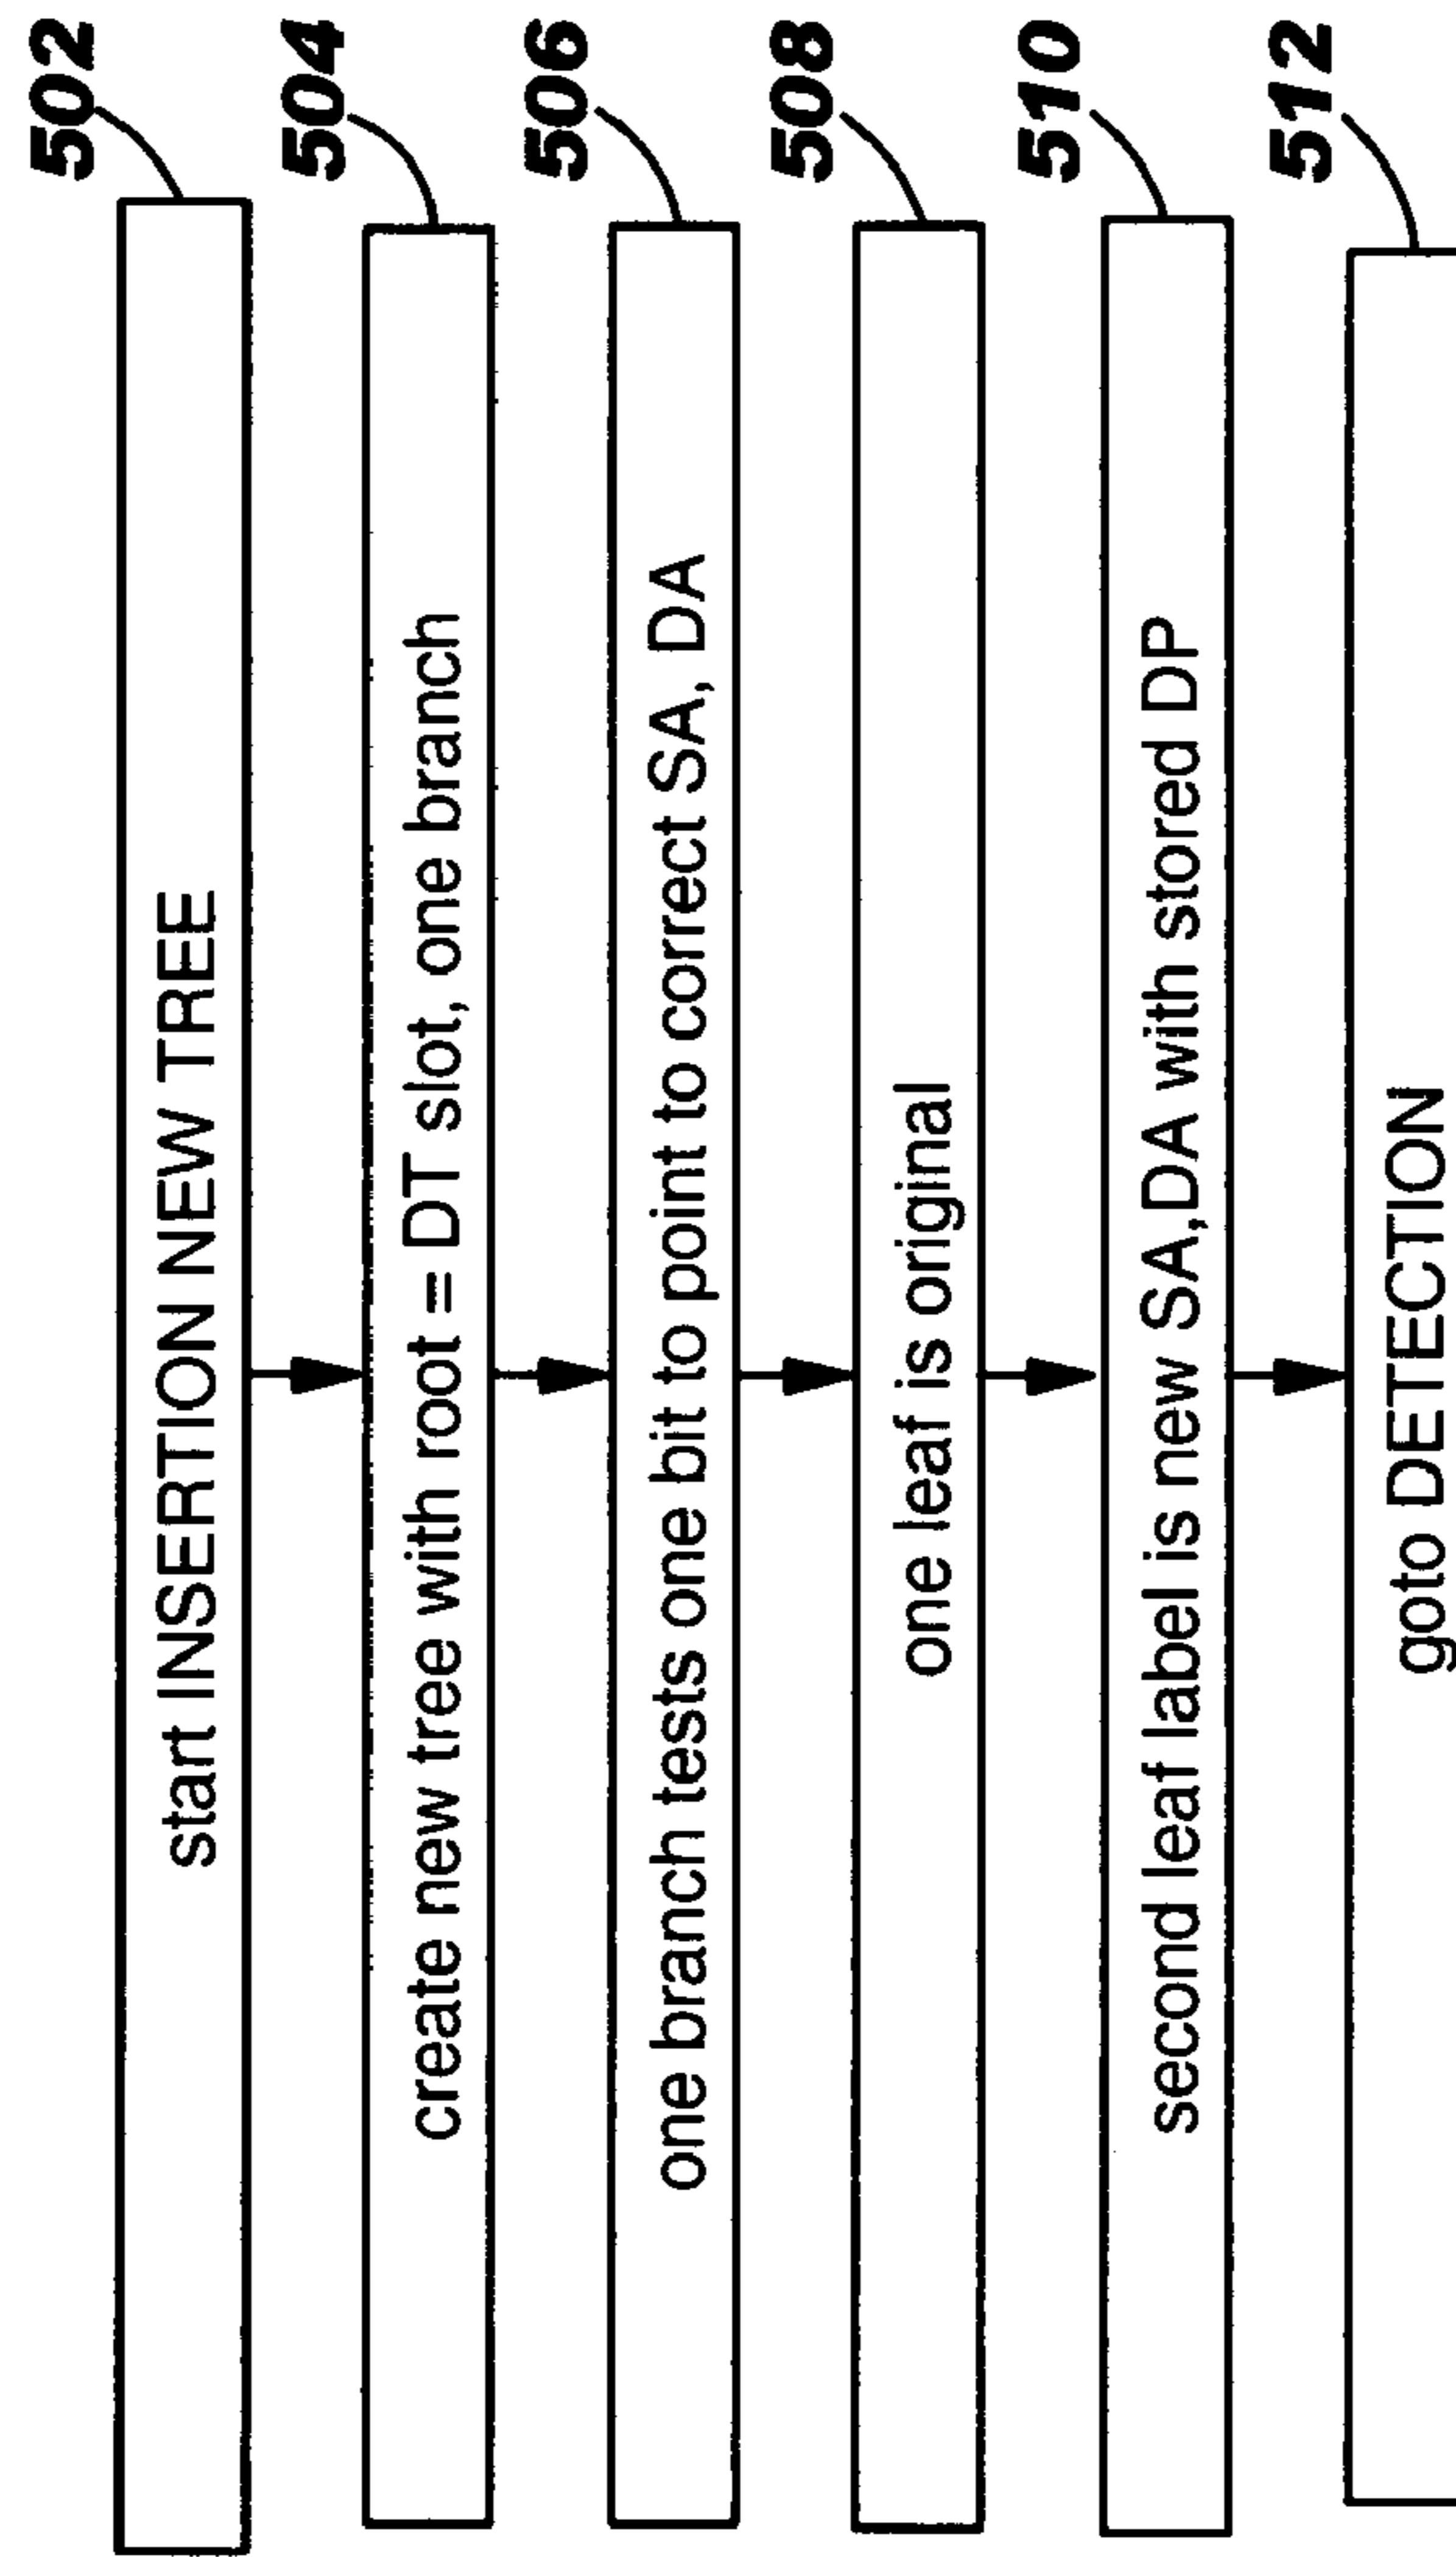 502
start INSERTION NEW TREE
504
create new tree with root = DT slot, one branch
506
one branch tests one bit to point to correct SA, DA
508
one leaf is original
510
second leaf label is new SA,DA with stored DP
512
goto DETECTION